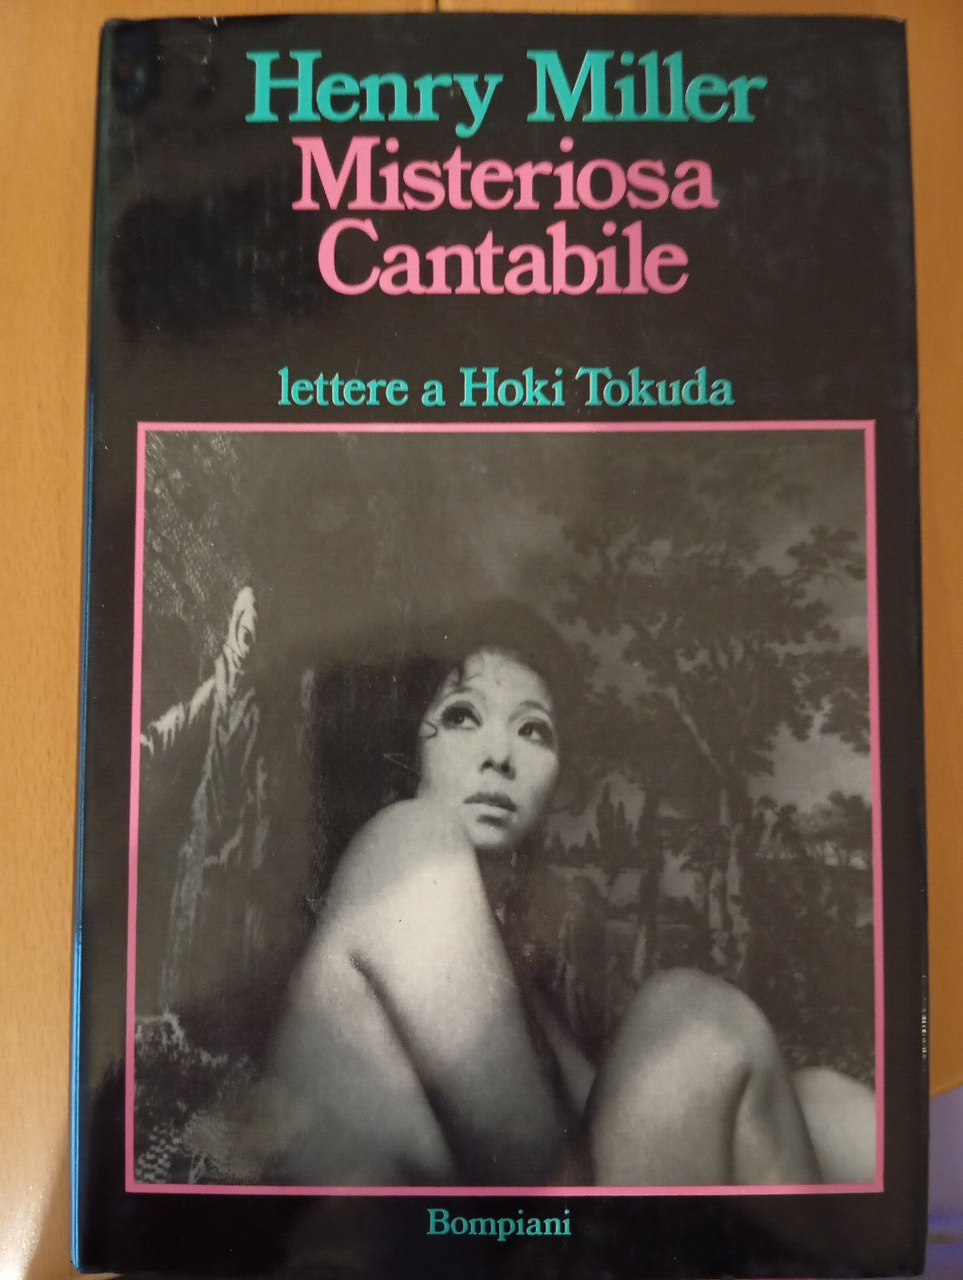 Henry Miller
Misteriosa
Cantabile
lettere a Hoki Tokuda
Bompiani